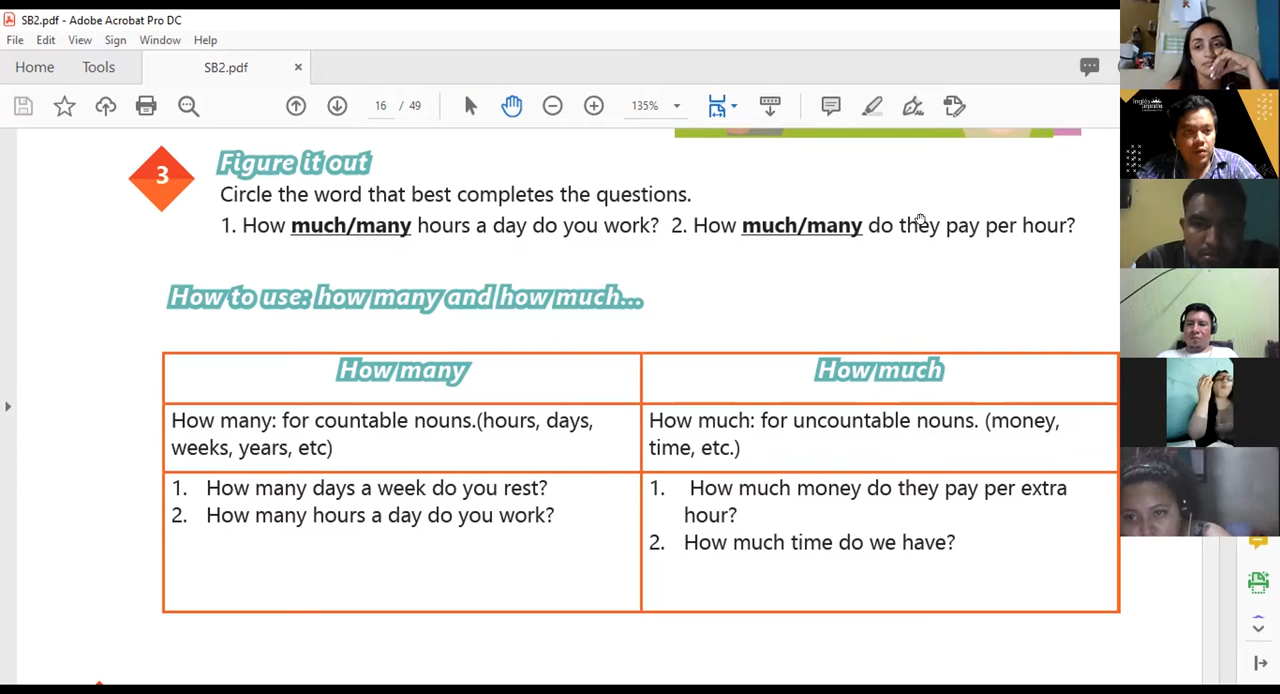 SB2.pdf - Adobe Acrobat Pro DC
File Edit View Sign Window Help
Home Tools SB2.pdf ×
16 / 49 135%
3 Figure it out
Circle the word that best completes the questions.
1. How much/many hours a day do you work? 2. How much/many do they pay per hour?
How to use: how many and how much...
How many
How much
How many: for countable nouns.(hours, days,
weeks, years, etc)
How much: for uncountable nouns. (money,
time, etc.)
1. How many days a week do you rest?
2. How many hours a day do you work?
1. How much money do they pay per extra
hour?
2. How much time do we have?